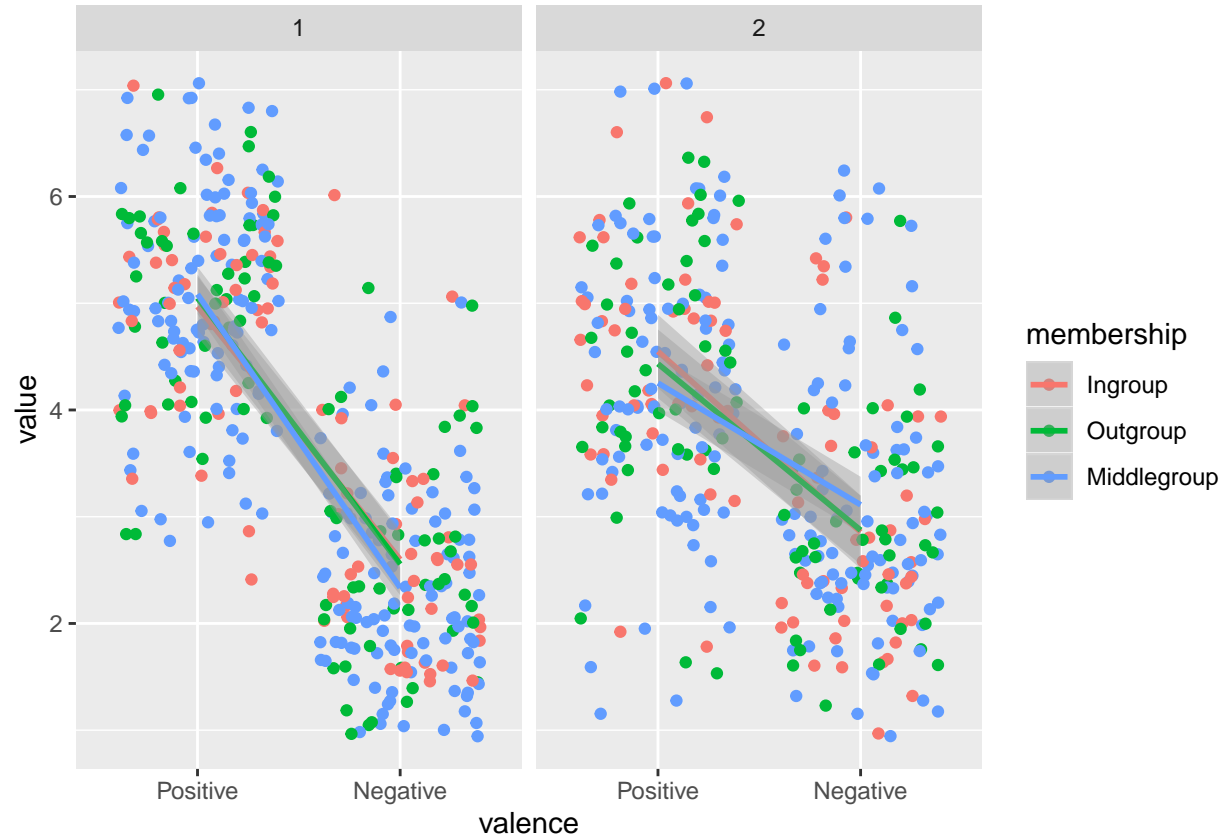 1
2
value
6
4
2
Positive
Negative
Positive
Negative
valence
membership
Ingroup
Outgroup
Middlegroup